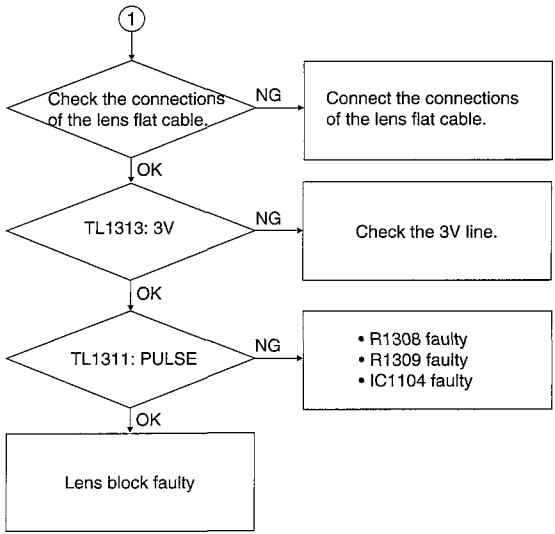 1
Check the connections
of the lens flat cable.
NG
Connect the connections
of the lens flat cable.
OK
TL1313: 3V
NG
Check the 3V line.
OK
TL1311: PULSE
NG
• R1308 faulty
• R1309 faulty
• IC1104 faulty
OK
Lens block faulty